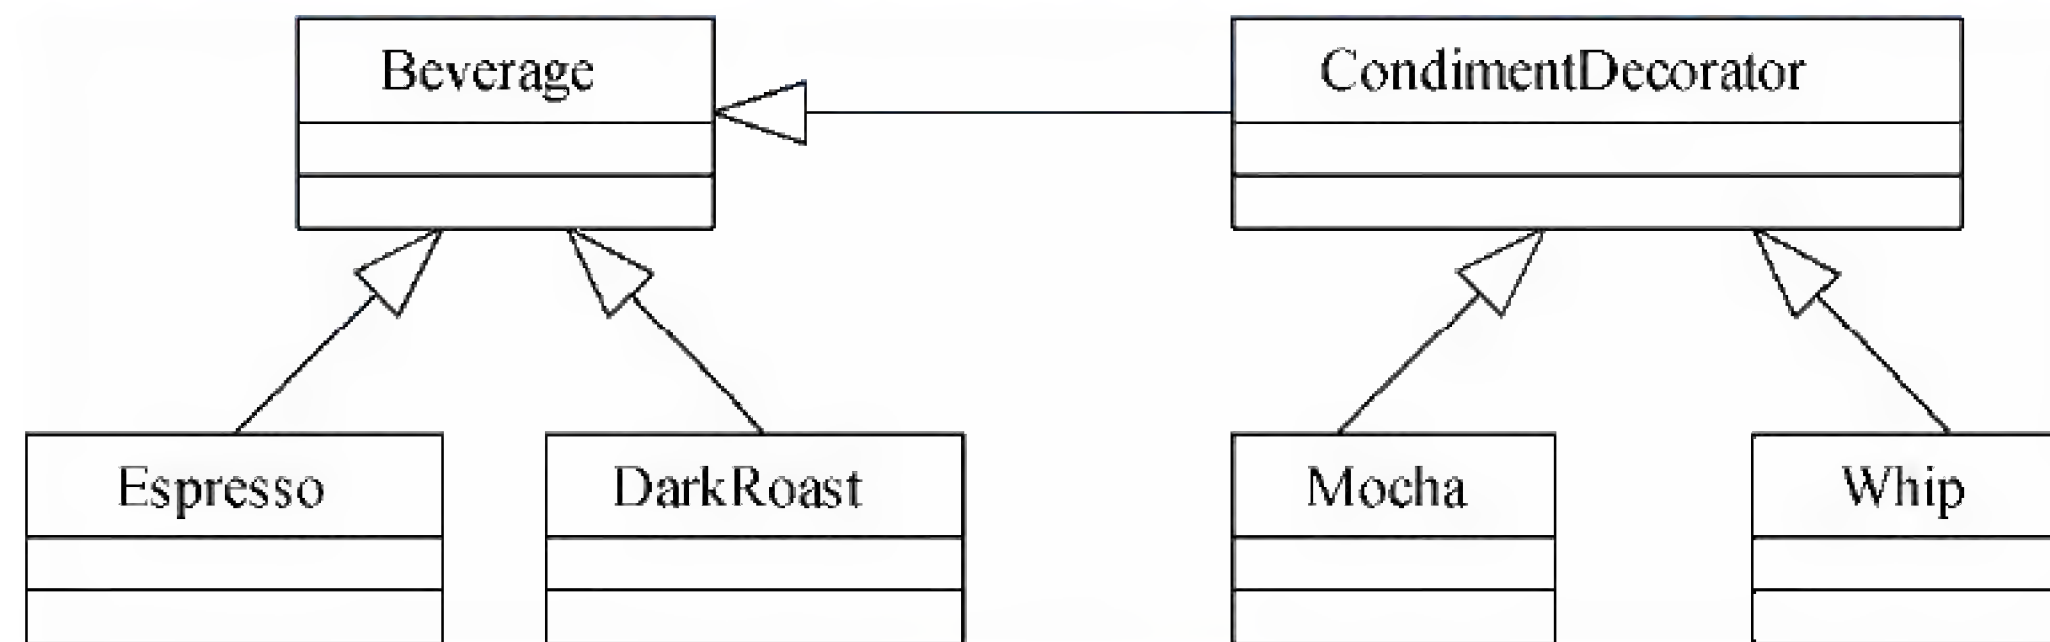 Beverage
CondimentDecorator
Espresso
DarkRoast
Mocha
Whip